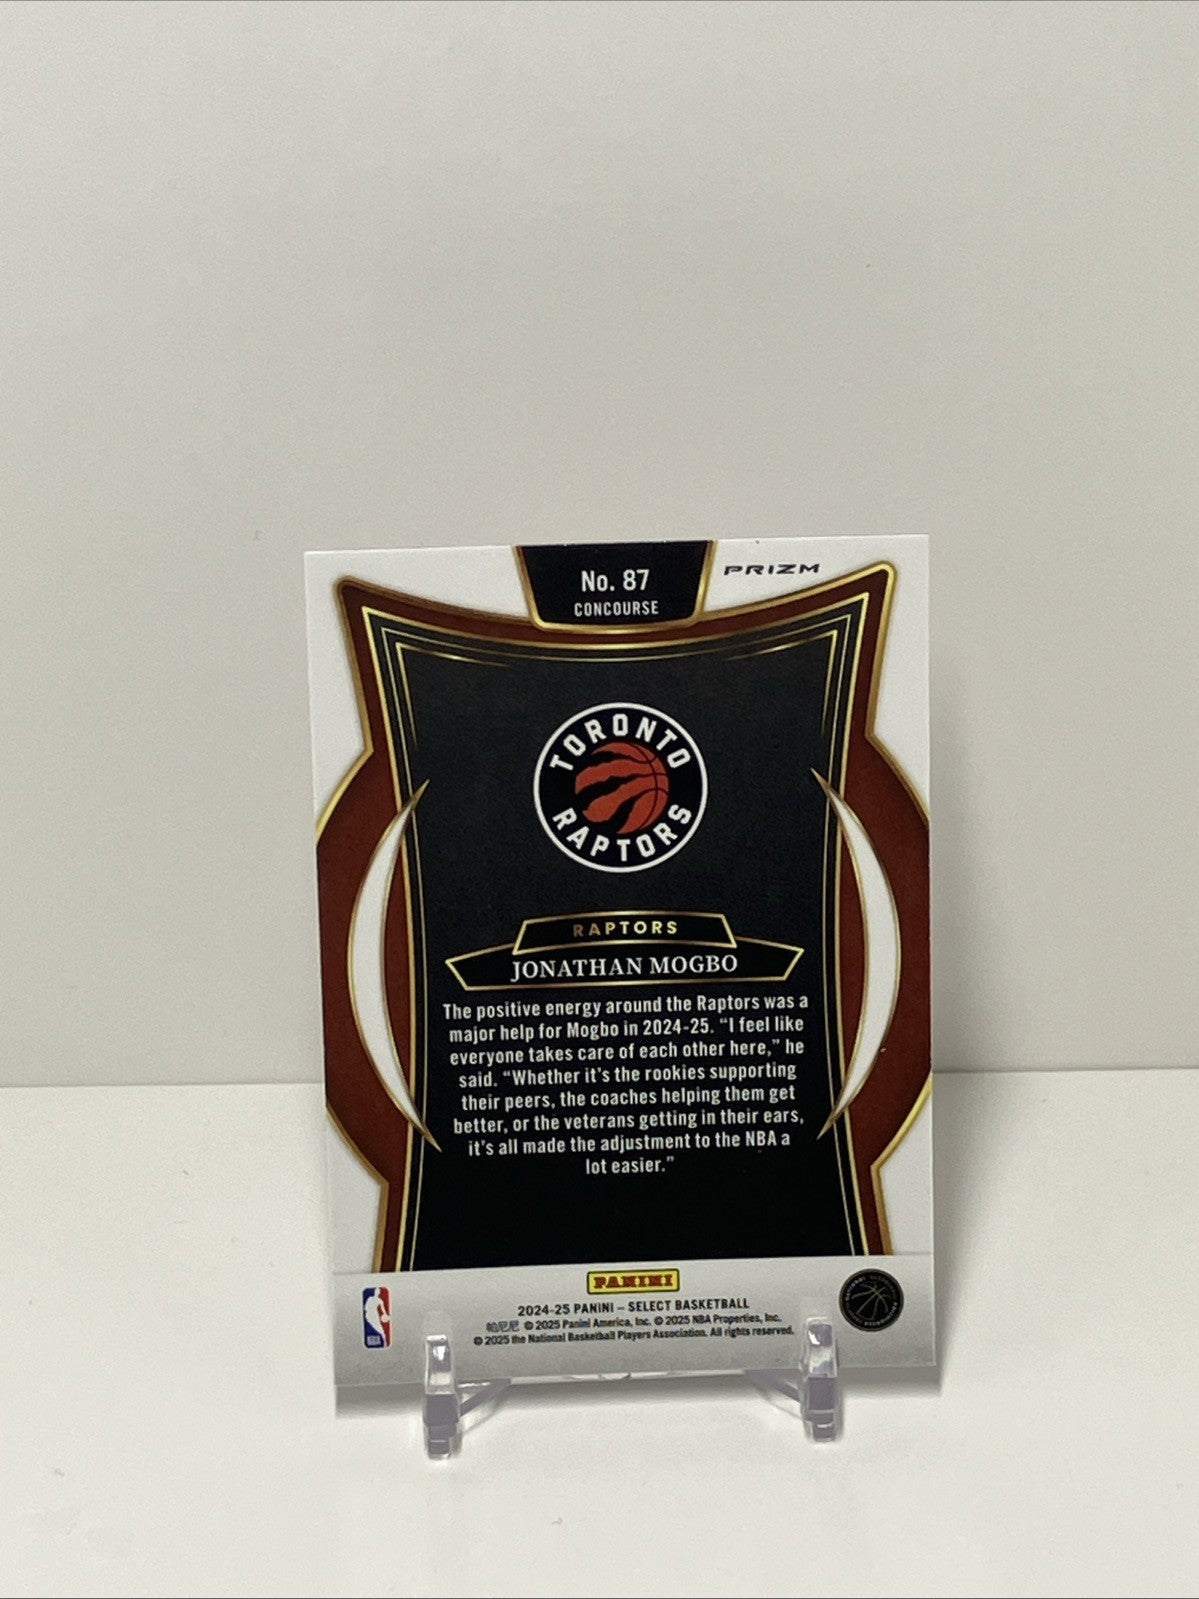 No. 87
CONCOURSE
PRIZM
TORONTO
RAPTORS
RAPTORS
JONATHAN MOGBO
The positive energy around the Raptors was a
major help for Mogbo in 2024-25. “I feel like
everyone takes care of each other here,” he
said. “Whether it’s the rookies supporting
their peers, the coaches helping them get
better, or the veterans getting in their ears,
it’s all made the adjustment to the NBA a
lot easier.”
PANINI
2024-25 PANINI – SELECT BASKETBALL
帕尼尼 © 2025 Panini America, Inc. © 2025 NBA Properties, Inc.
© 2025 the National Basketball Players Association. All rights reserved.